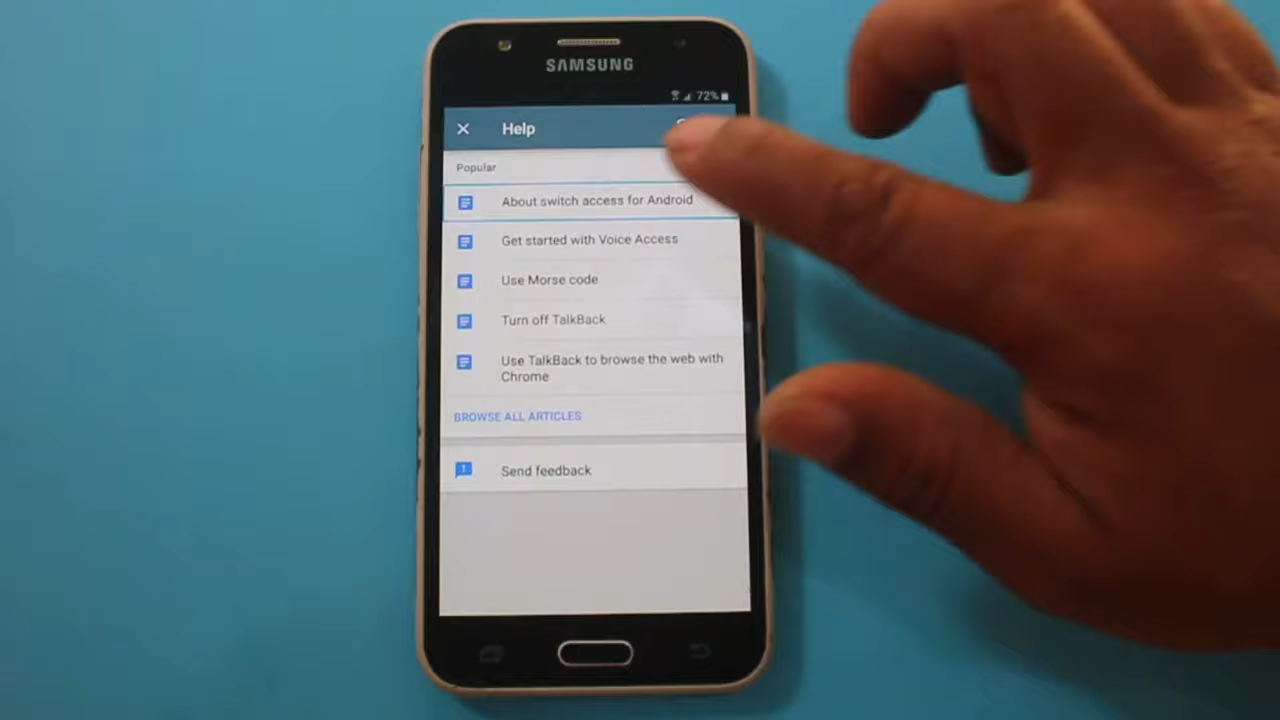 SAMSUNG
72%
Help
Popular
About switch access for Android
Get started with Voice Access
Use Morse code
Turn off TalkBack
Use TalkBack to browse the web with
Chrome
BROWSE ALL ARTICLES
Send feedback